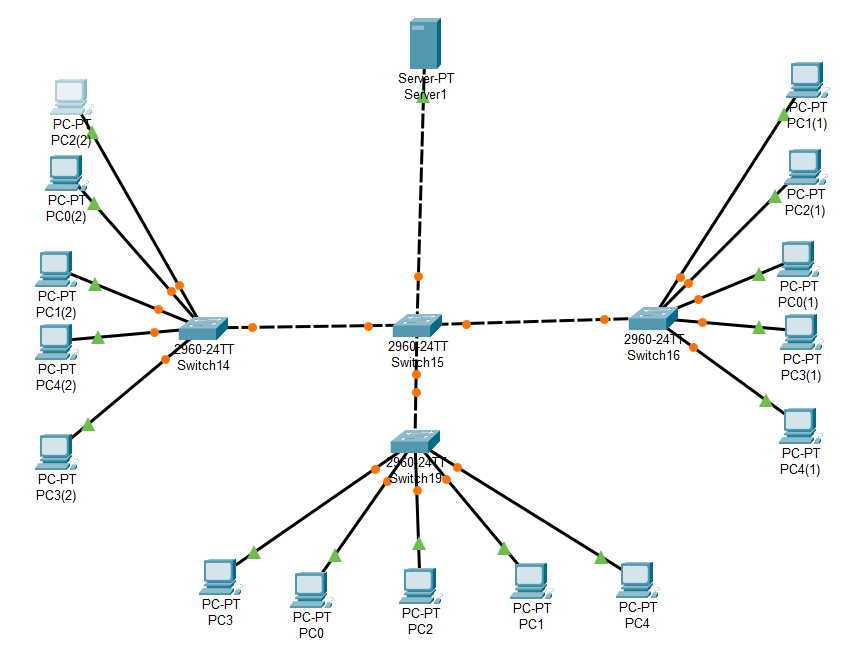 Server-PT
Server1
PC-PT
PC2(2)
PC-PT
PC0(2)
PC-PT
PC1(2)
PC-PT
PC4(2)
PC-PT
PC3(2)
2960-24TT
Switch14
2960-24TT
Switch15
2960-24TT
Switch16
PC-PT
PC1(1)
PC-PT
PC2(1)
PC-PT
PC0(1)
PC-PT
PC3(1)
PC-PT
PC4(1)
2960-24TT
Switch19
PC-PT
PC3
PC-PT
PC0
PC-PT
PC2
PC-PT
PC1
PC-PT
PC4